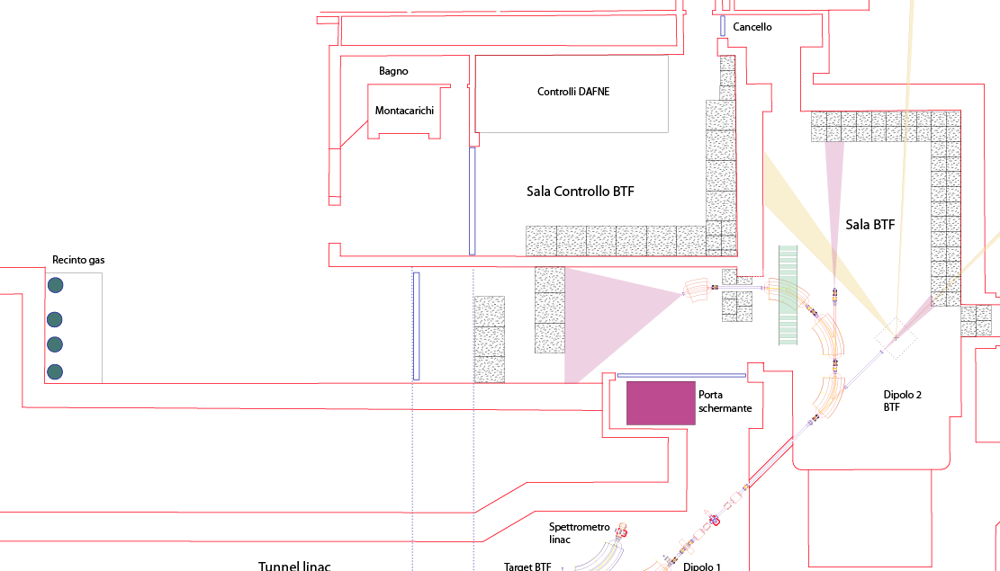 Cancello
Bagno
Controlli DAFNE
Montacarichi
Sala Controllo BTF
Sala BTF
Recinto gas
Porta
schermante
Dipolo 2
BTF
Spettrometro
linac
Tunnel linac
Target BTF
Dipolo 1